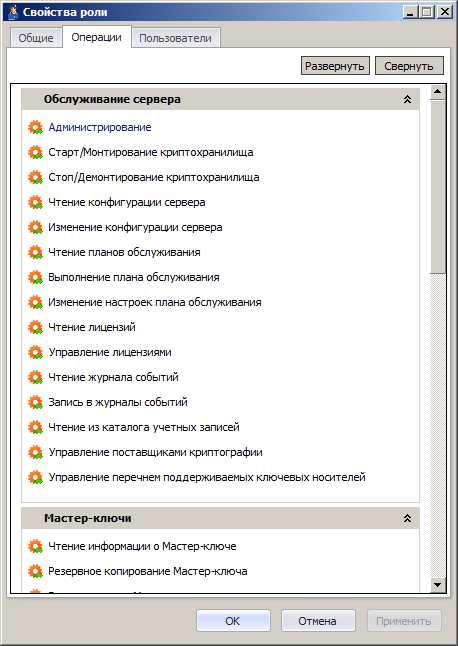 Свойства роли
Общие
Операции
Пользователи
Развернуть
Свернуть
Обслуживание сервера
Администрирование
Старт/Монтирование криптохранилища
Стоп/Демонтирование криптохранилища
Чтение конфигурации сервера
Изменение конфигурации сервера
Чтение планов обслуживания
Выполнение плана обслуживания
Изменение настроек плана обслуживания
Чтение лицензий
Управление лицензиями
Чтение журнала событий
Запись в журналы событий
Чтение из каталога учетных записей
Управление поставщиками криптографии
Управление перечнем поддерживаемых ключевых носителей
Мастер-ключи
Чтение информации о Мастер-ключе
Резервное копирование Мастер-ключа
OK
Отмена
Применить